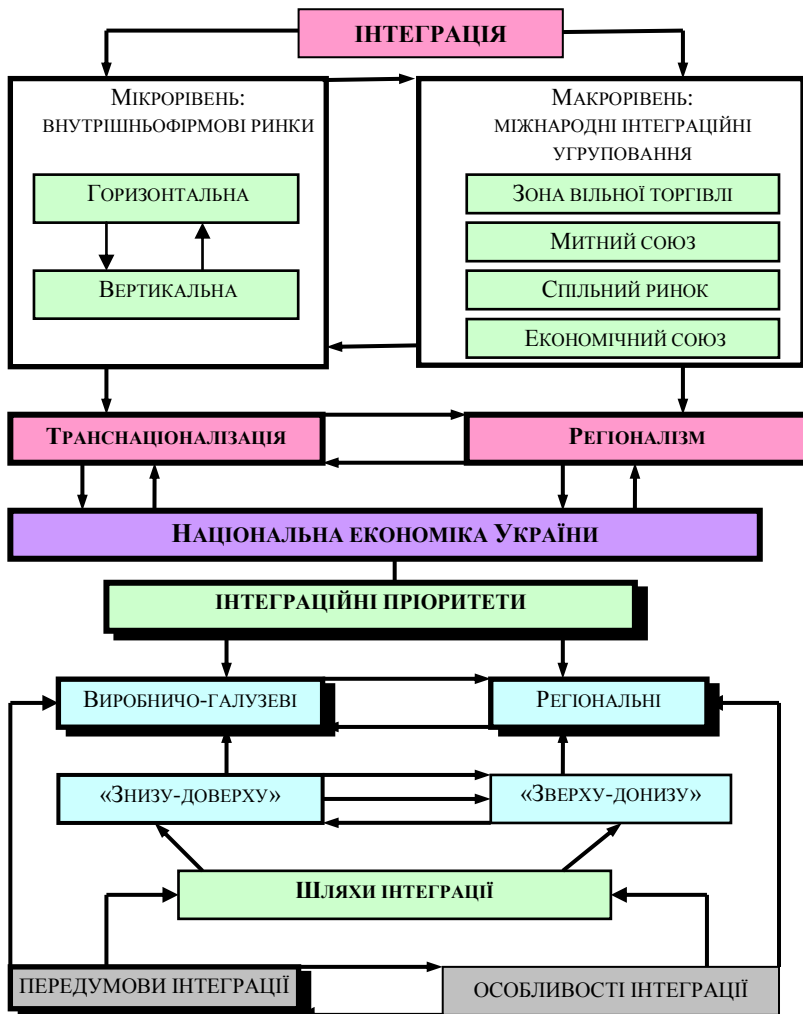 ІНТЕГРАЦІЯ
МІКРОРІВЕНЬ:
ВНУТРІШНЬОФІРМОВІ РИНКИ
ГОРИЗОНТАЛЬНА
ВЕРТИКАЛЬНА
МАКРОРІВЕНЬ:
МІЖНАРОДНІ ІНТЕГРАЦІЙНІ
УГРУПОВАННЯ
ЗОНА ВІЛЬНОЇ ТОРГІВЛІ
МИТНИЙ СОЮЗ
СПІЛЬНИЙ РИНОК
ЕКОНОМІЧНИЙ СОЮЗ
ТРАНСНАЦІОНАЛІЗАЦІЯ
РЕГІОНАЛІЗМ
НАЦІОНАЛЬНА ЕКОНОМІКА УКРАЇНИ
ІНТЕГРАЦІЙНІ ПРІОРИТЕТИ
ВИРОБНИЧО-ГАЛУЗЕВІ
РЕГІОНАЛЬНІ
«ЗНИЗУ-ДОВЕРХУ»
«ЗВЕРХУ-ДОНИЗУ»
ШЛЯХИ ІНТЕГРАЦІЇ
ПЕРЕДУМОВИ ІНТЕГРАЦІЇ
ОСОБЛИВОСТІ ІНТЕГРАЦІЇ